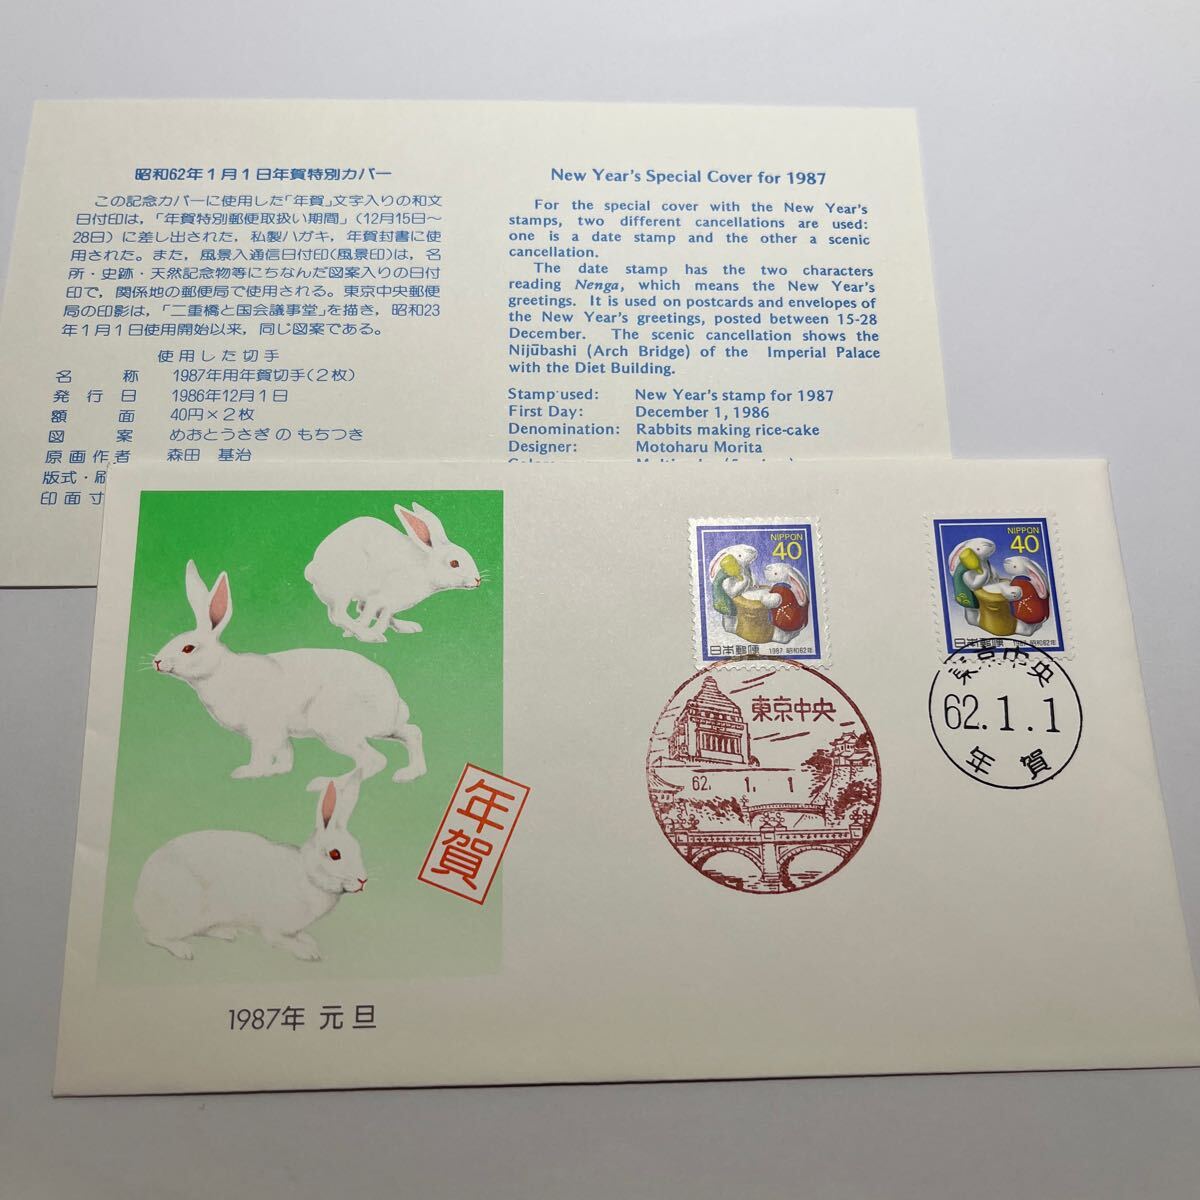 昭和62年1月1日年賀特別カバー
この記念カバーに使用した「年賀」文字入りの和文
日付印は,「年賀特別郵便取扱い期間」(12月15日～
28日)に差し出された, 私製ハガキ, 年賀封書に使
用された。また, 風景入通信日付印(風景印)は, 名
所・史跡・天然記念物等にちなんだ図案入りの日付
印で, 関係地の郵便局で使用される。東京中央郵便
局の印影は,「二重橋と国会議事堂」を描き, 昭和23
年1月1日使用開始以来, 同じ図案である。
使用した切手
名称 1987年用年賀切手(2枚)
発行日 1986年12月1日
額面 40円×2枚
図案 めおとうさぎ の もちつき
原画作者 森田 基治
版式・刷
印面寸
New Year's Special Cover for 1987
For the special cover with the New Year's
stamps, two different cancellations are used:
one is a date stamp and the other a scenic
cancellation.
The date stamp has the two characters
reading Nenga, which means the New Year's
greetings. It is used on postcards and envelopes of
the New Year's greetings, posted between 15-28
December. The scenic cancellation shows the
Nijūbashi (Arch Bridge) of the Imperial Palace
with the Diet Building.
Stamp used: New Year's stamp for 1987
First Day: December 1, 1986
Denomination: Rabbits making rice-cake
Designer: Motoharu Morita
NIPPON
40
日本郵便 1987 昭和62年
NIPPON
40
日本郵便 1987 昭和62年
東京中央
62. 1. 1
東京中央
62.1.1
年賀
年賀
1987年 元旦